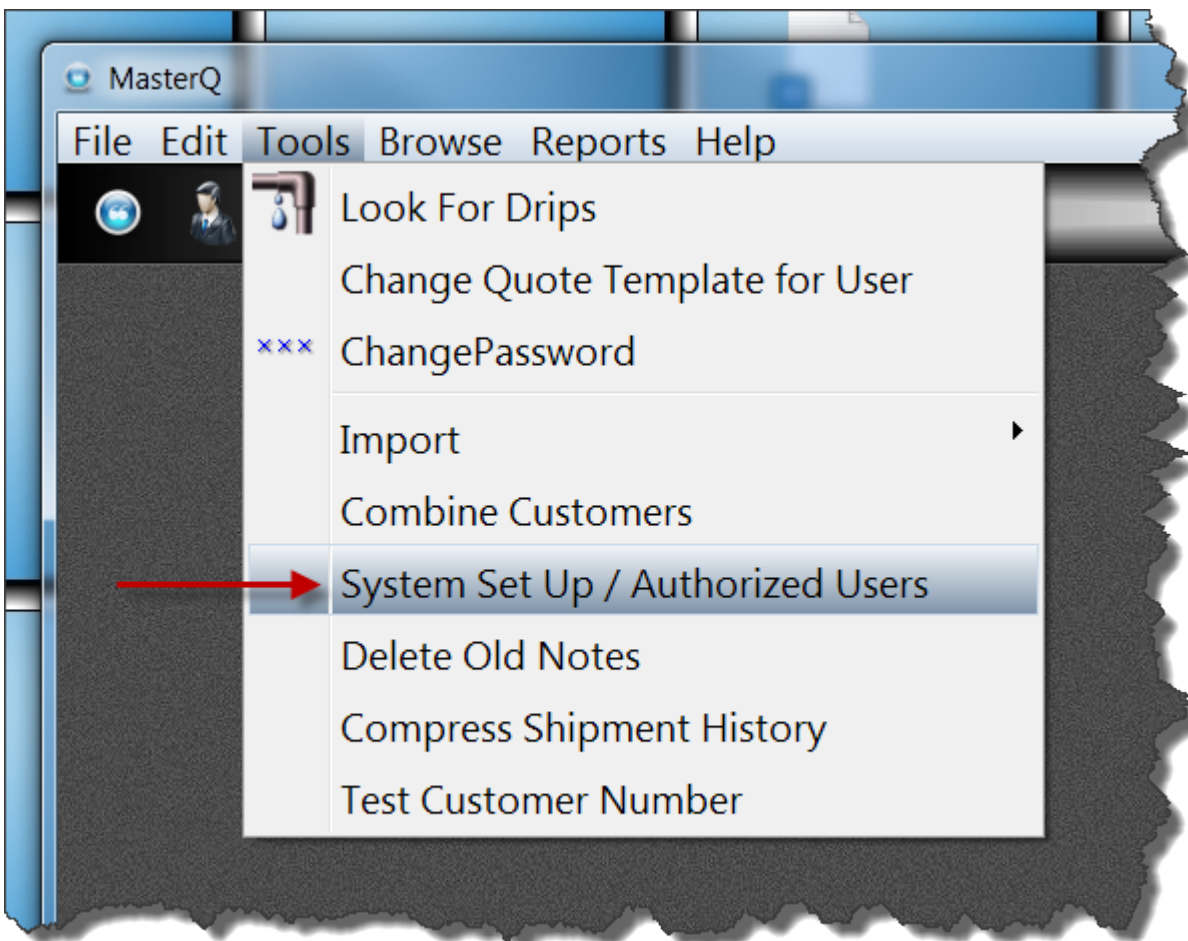 MasterQ
File Edit Tools Browse Reports Help
Look For Drips
Change Quote Template for User
××× ChangePassword
Import
Combine Customers
System Set Up / Authorized Users
Delete Old Notes
Compress Shipment History
Test Customer Number